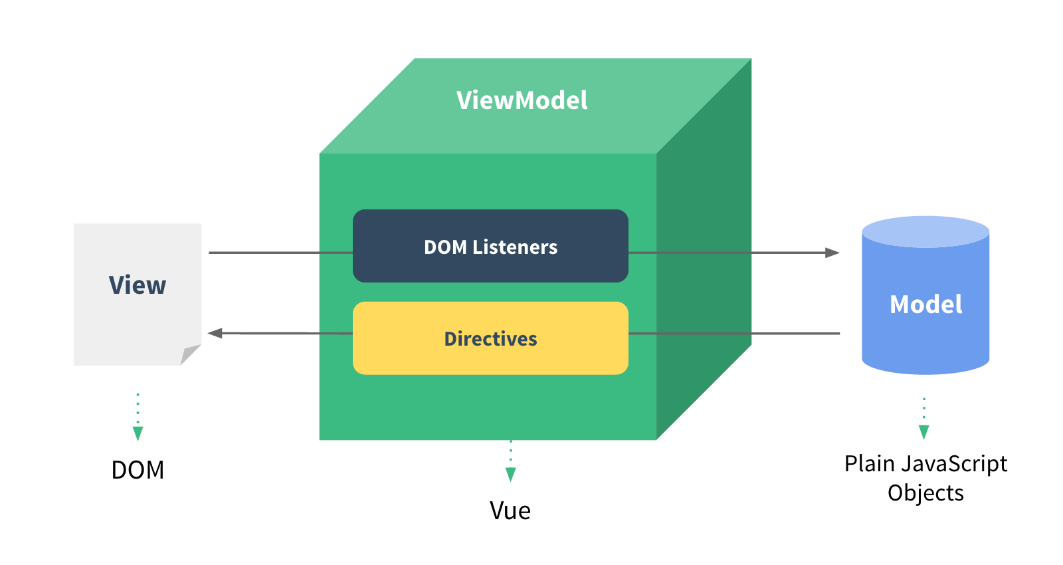 ViewModel
DOM Listeners
View
Model
Directives
DOM
Plain JavaScript
Objects
Vue